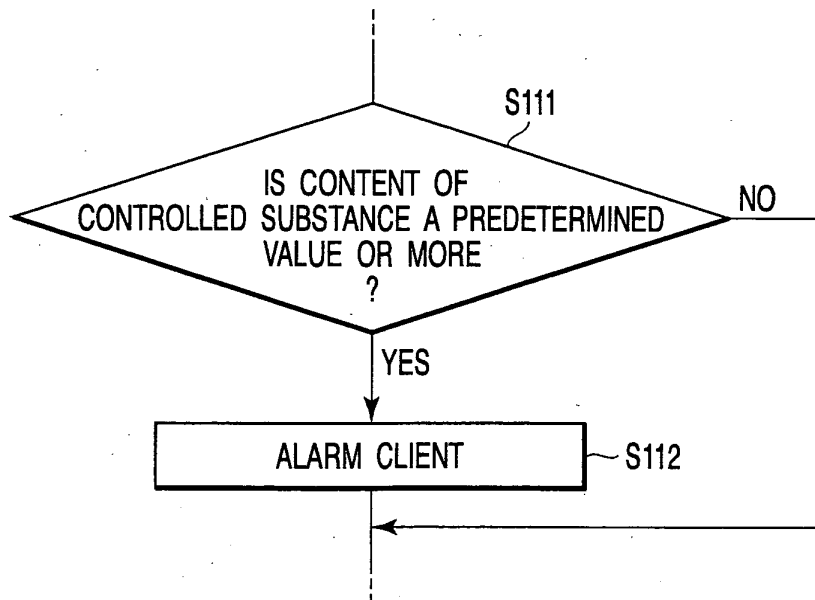 S111
IS CONTENT OF
CONTROLLED SUBSTANCE A PREDETERMINED
VALUE OR MORE
?
NO
YES
ALARM CLIENT
S112